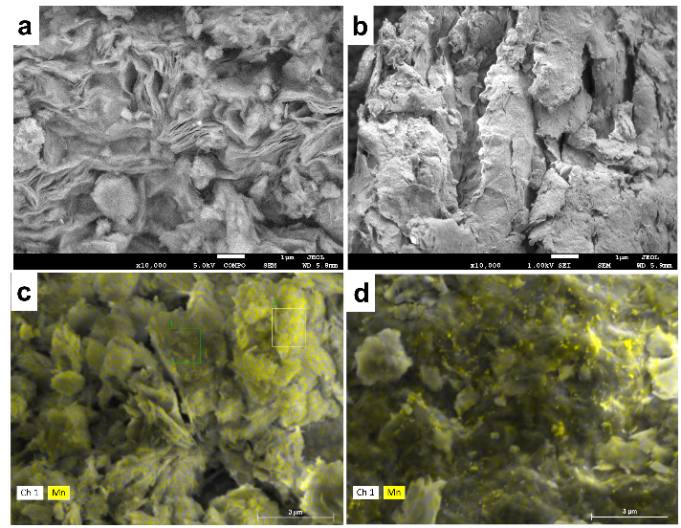 a
b
x10,000 5.0kV COMPO SEM 1μm JEOL WD 5.8mm
x10,000 1.00kV SEI SEM 1μm JEOL WD 5.9mm
c
d
Ch 1 Mn 3 μm
Ch 1 Mn 3 μm